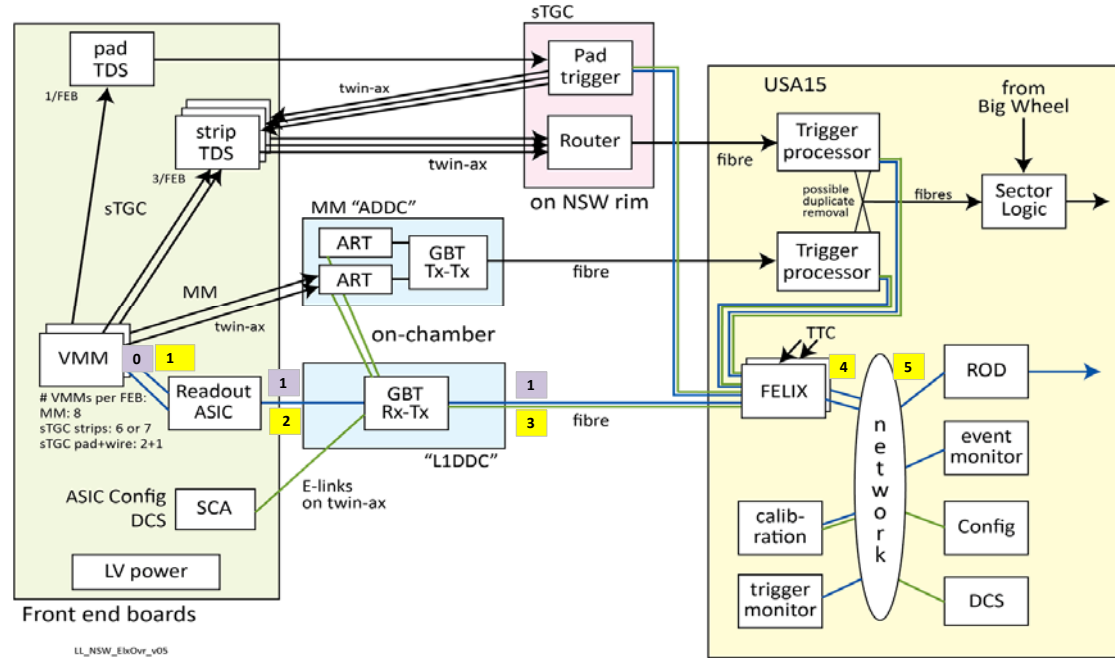 pad
TDS
1/FEB
strip
TDS
3/FEB
sTGC
twin-ax
twin-ax
sTGC
Pad
trigger
Router
on NSW rim
MM "ADDC"
ART
ART
GBT
Tx-Tx
fibre
MM
twin-ax
on-chamber
VMM
0
1
# VMMs per FEB:
MM: 8
sTGC strips: 6 or 7
sTGC pad+wire: 2+1
Readout
ASIC
1
2
GBT
Rx-Tx
1
3
fibre
"L1DDC"
E-links
on twin-ax
ASIC Config
DCS
SCA
LV power
Front end boards
LL_NSW_ElxOvr_v05
USA15
from
Big Wheel
Trigger
processor
fibre
possible
duplicate
removal
fibres
Sector
Logic
Trigger
processor
TTC
FELIX
4
5
network
ROD
event
monitor
calib-
ration
Config
trigger
monitor
DCS